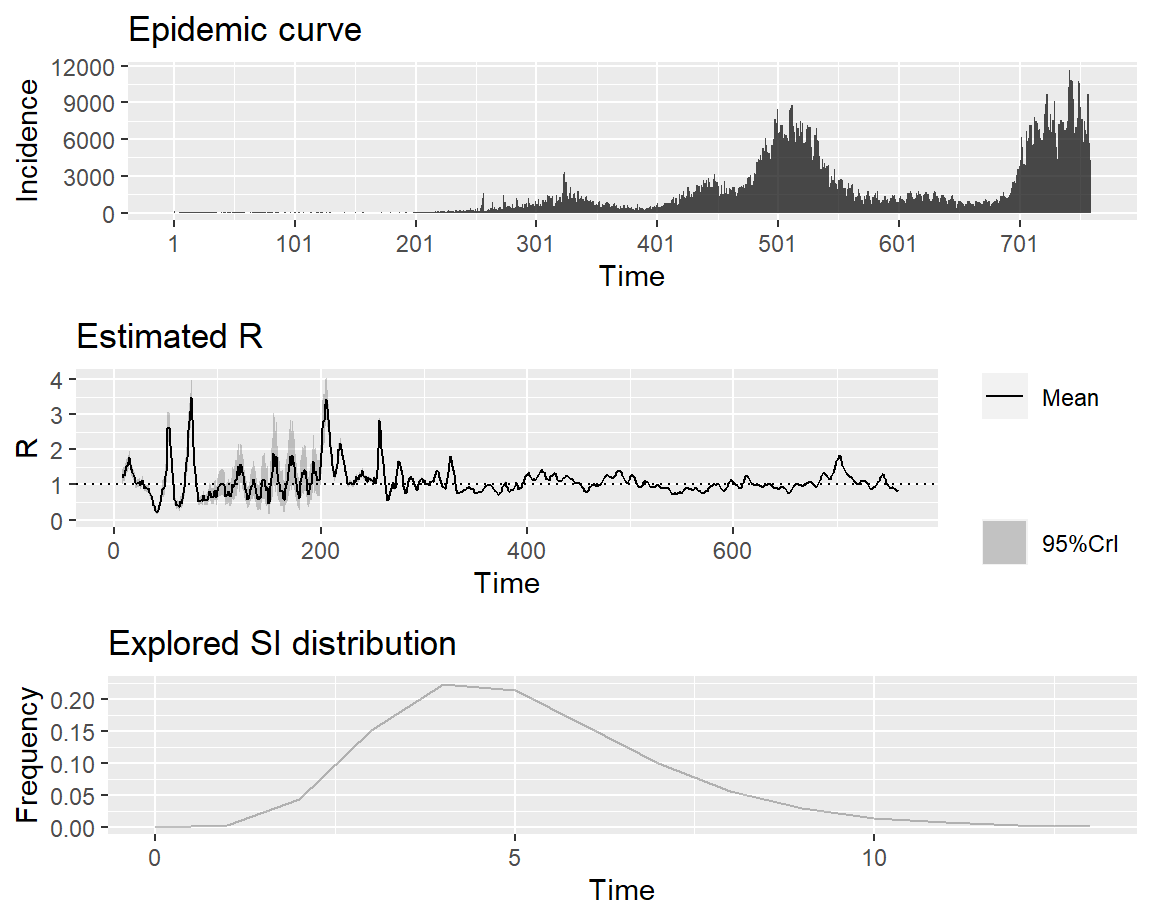 Epidemic curve
12000
9000
6000
3000
0
Incidence
1 101 201 301 401 501 601 701
Time
Estimated R
4
3
2
1
0
R
0 200 400 600
Time
Mean
95%CrI
Explored SI distribution
0.20
0.15
0.10
0.05
0.00
Frequency
0 5 10
Time